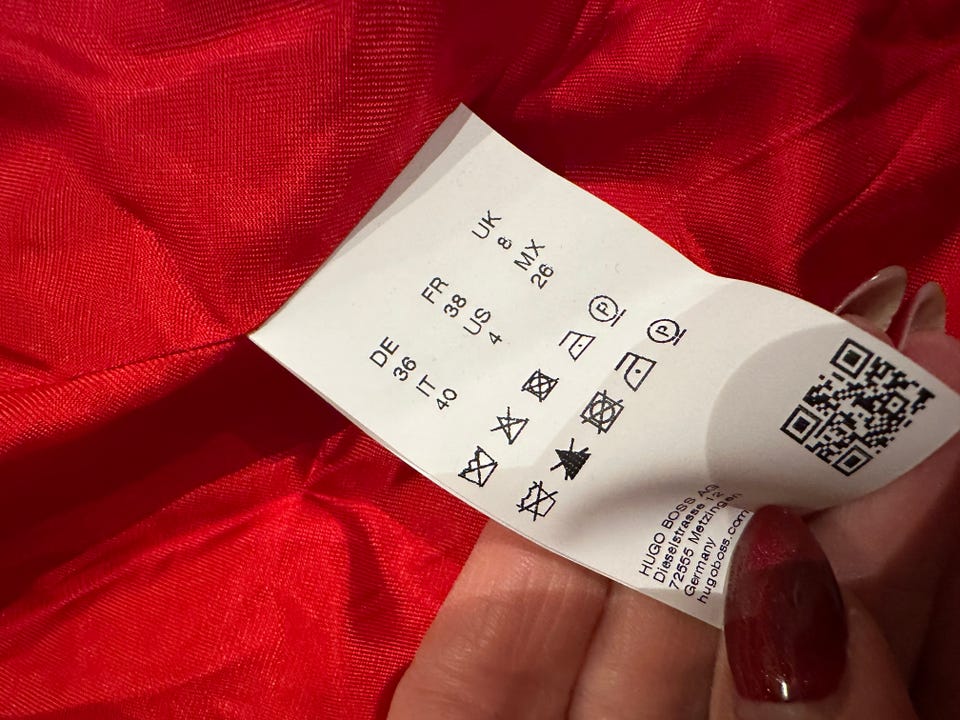 DE FR UK
36 38 8
IT US MX
40 4 26
P
P
HUGO BOSS AG
Dieselstrasse 12
72555 Metzingen
Germany
hugoboss.com